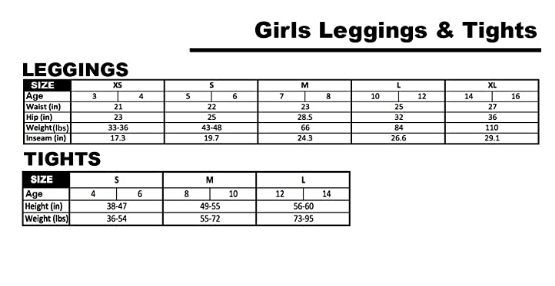 Girls Leggings & Tights
LEGGINGS
SIZE XS S M L XL
Age 3 4 5 6 7 8 10 12 14 16
Waist (in) 21 22 23 25 27
Hip (in) 23 25 28.5 32 36
Weight(lbs) 33-36 43-48 66 84 110
Inseam (in) 17.3 19.7 24.3 26.6 29.1
TIGHTS
SIZE S M L
Age 4 6 8 10 12 14
Height (in) 38-47 49-55 56-60
Weight (lbs) 36-54 55-72 73-95